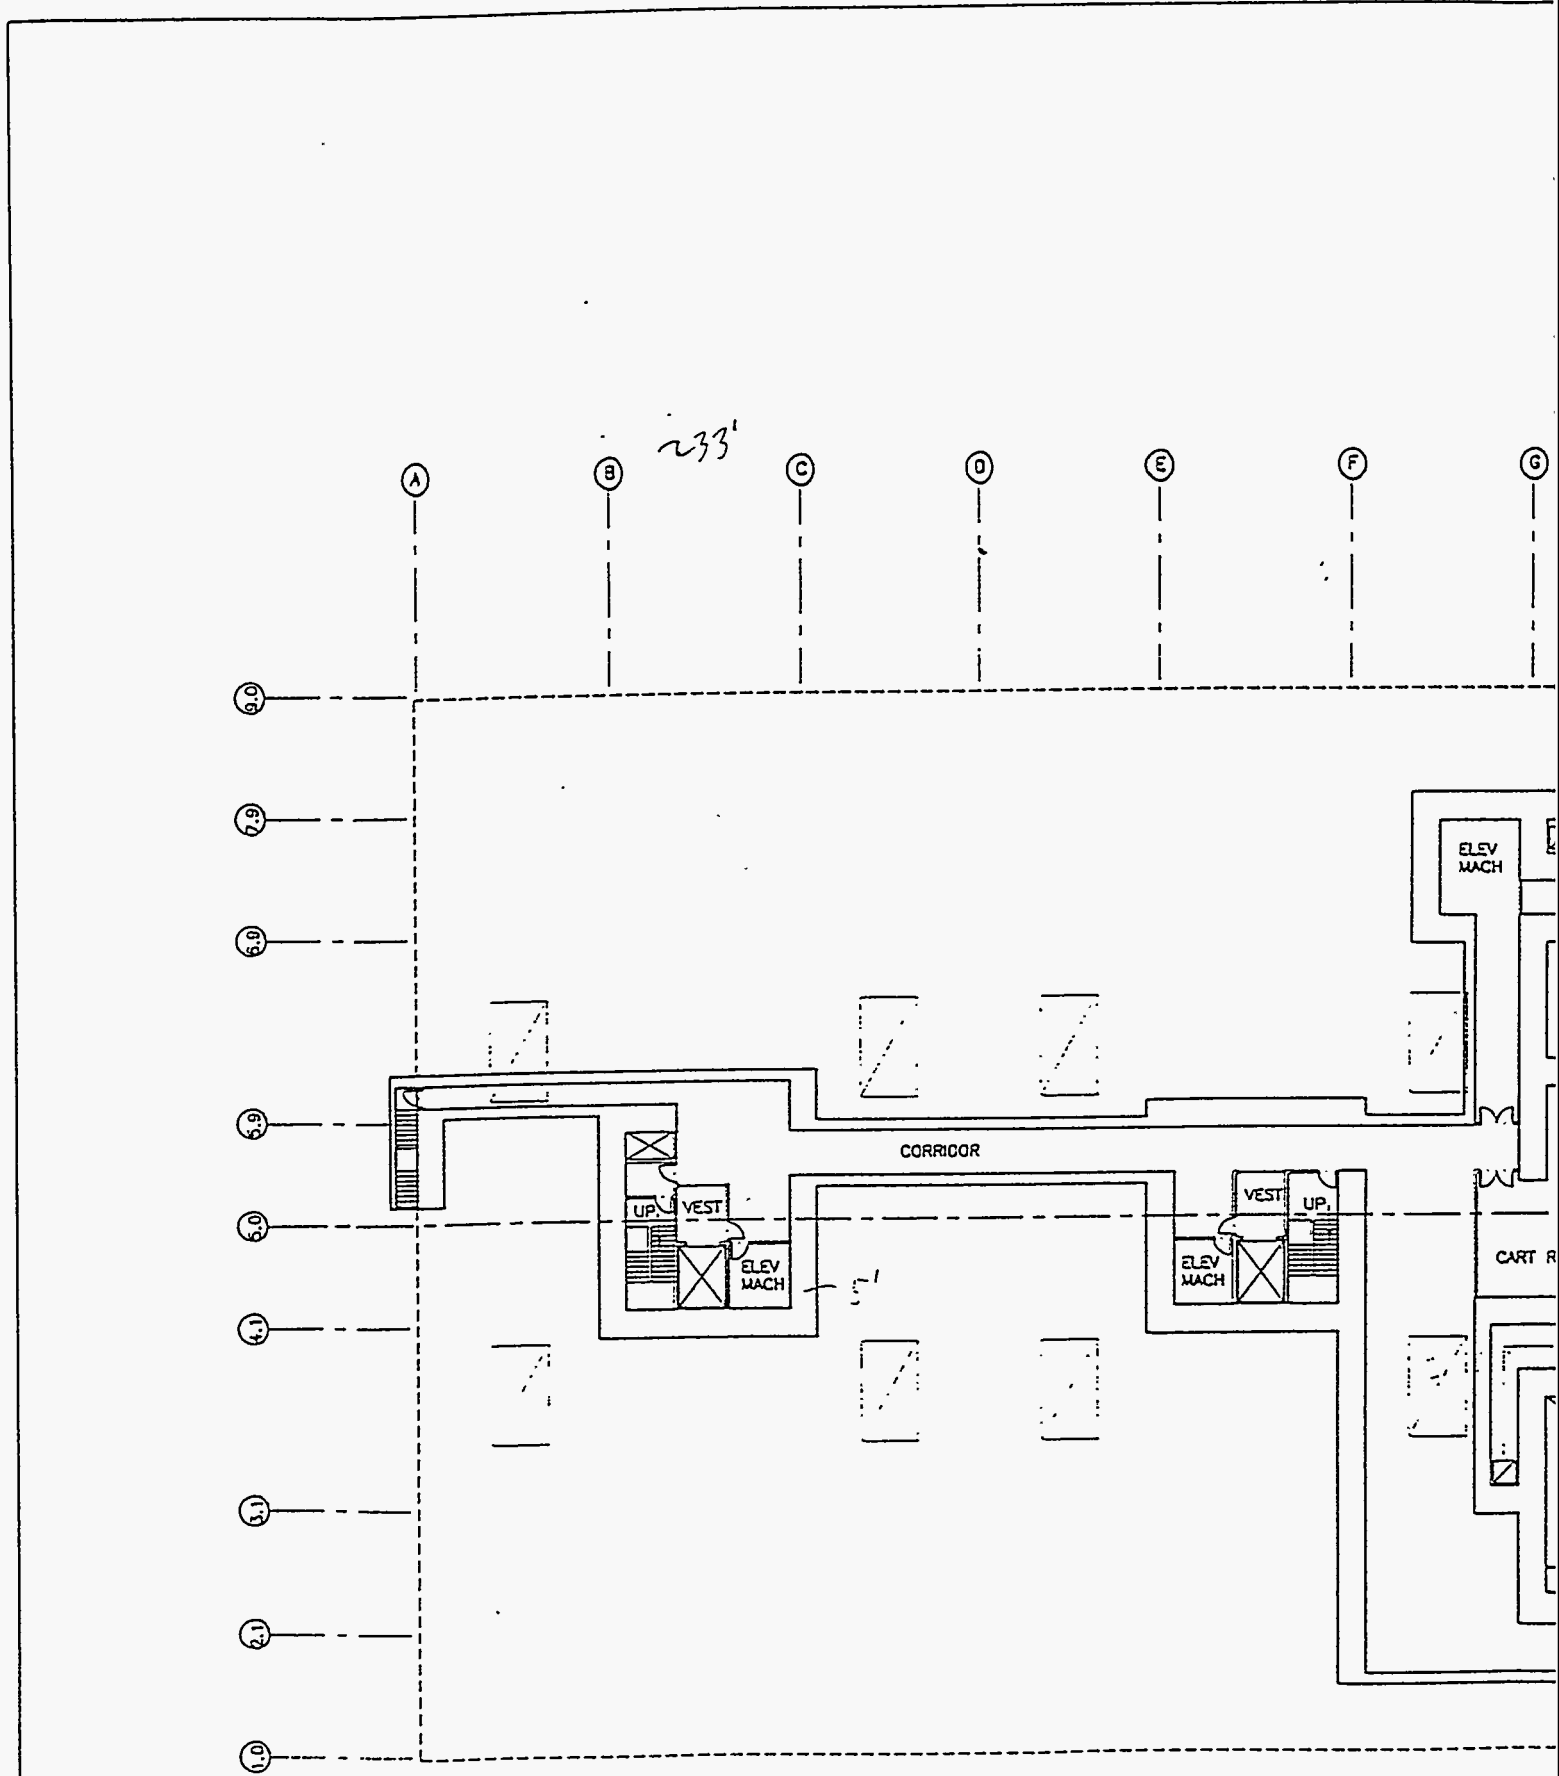 ~33'
A B C D E F G
9.0
7.9
ELEV
MACH
6.9
5.9
CORRIDOR
UP
VEST
VEST
UP
5.0
ELEV
MACH
ELEV
MACH
CART R
5'
4.1
3.1
2.1
1.0